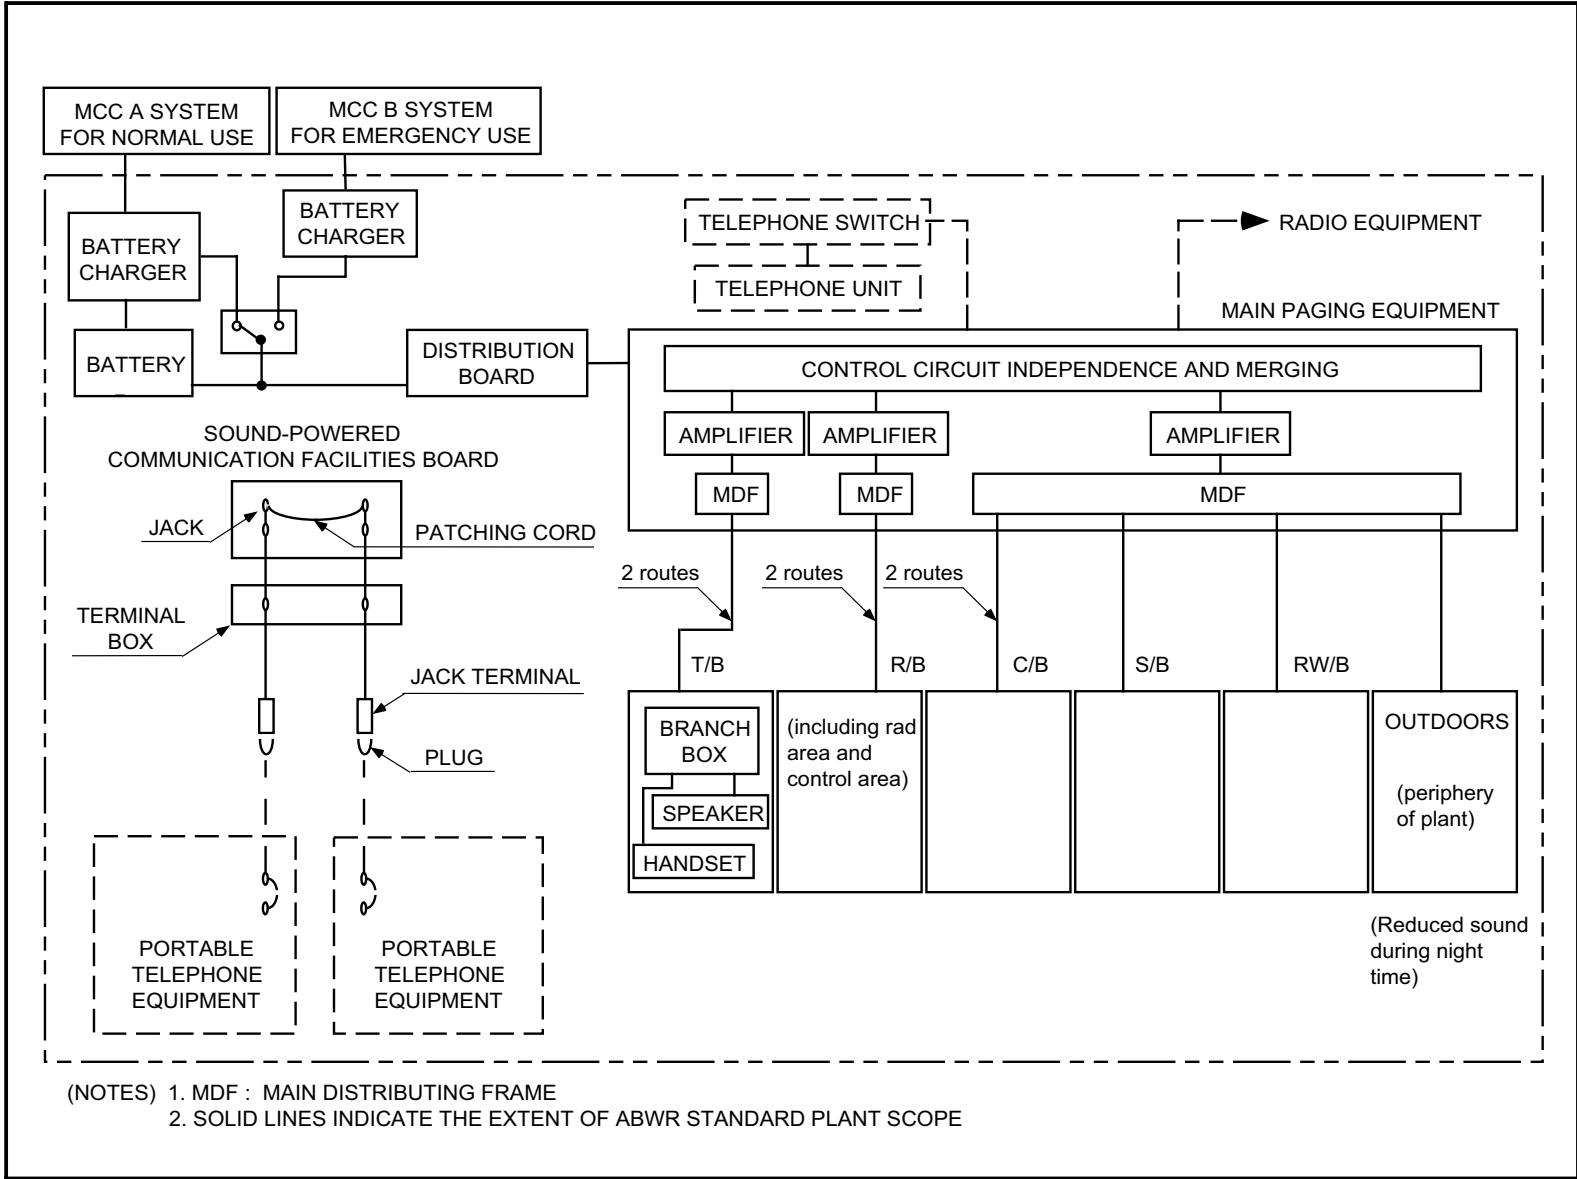 MCC A SYSTEM
FOR NORMAL USE
MCC B SYSTEM
FOR EMERGENCY USE
BATTERY
CHARGER
BATTERY
CHARGER
BATTERY
DISTRIBUTION
BOARD
TELEPHONE SWITCH
TELEPHONE UNIT
RADIO EQUIPMENT
MAIN PAGING EQUIPMENT
CONTROL CIRCUIT INDEPENDENCE AND MERGING
AMPLIFIER
AMPLIFIER
AMPLIFIER
MDF
MDF
MDF
SOUND-POWERED
COMMUNICATION FACILITIES BOARD
JACK
PATCHING CORD
TERMINAL
BOX
JACK TERMINAL
PLUG
PORTABLE
TELEPHONE
EQUIPMENT
PORTABLE
TELEPHONE
EQUIPMENT
2 routes
2 routes
2 routes
T/B
R/B
C/B
S/B
RW/B
BRANCH
BOX
SPEAKER
HANDSET
(including rad
area and
control area)
OUTDOORS
(periphery
of plant)
(Reduced sound
during night
time)
(NOTES) 1. MDF : MAIN DISTRIBUTING FRAME
2. SOLID LINES INDICATE THE EXTENT OF ABWR STANDARD PLANT SCOPE